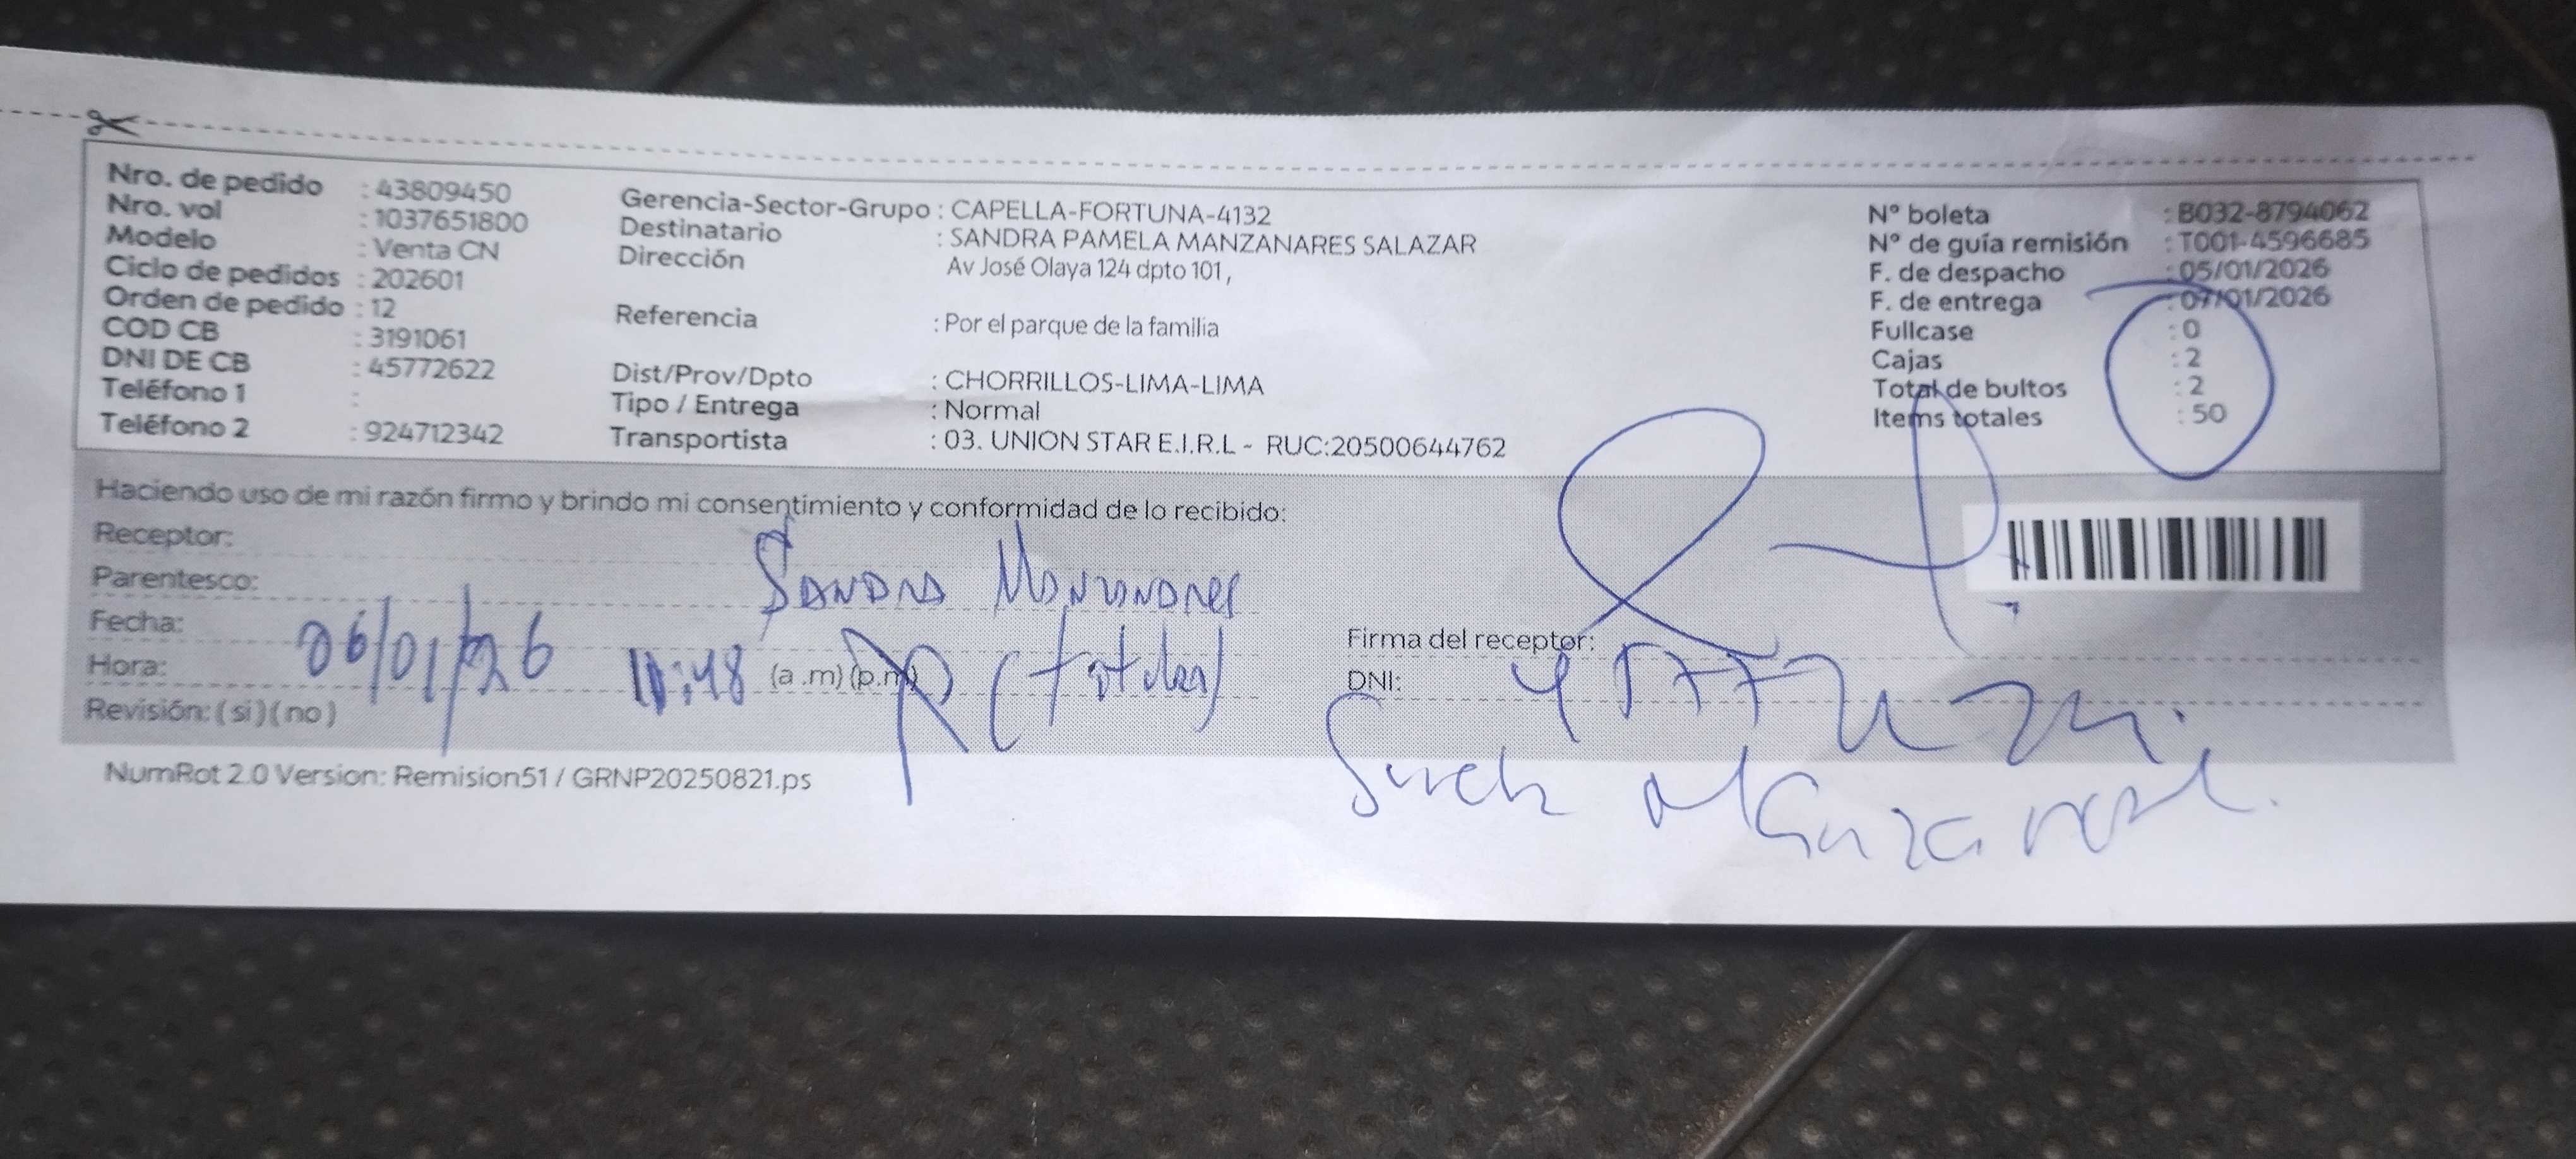 Nro. de pedido : 43809450
Nro. vol : 1037651800
Modelo : Venta CN
Ciclo de pedidos : 202601
Orden de pedido : 12
COD CB : 3191061
DNI DE CB : 45772622
Teléfono 1 :
Teléfono 2 : 924712342
Gerencia-Sector-Grupo : CAPELLA-FORTUNA-4132
Destinatario : SANDRA PAMELA MANZANARES SALAZAR
Dirección Av José Olaya 124 dpto 101,
Referencia : Por el parque de la familia
Dist/Prov/Dpto : CHORRILLOS-LIMA-LIMA
Tipo / Entrega : Normal
Transportista : 03. UNION STAR E.I.R.L - RUC:20500644762
N° boleta : B032-8794062
N° de guía remisión : T001-4596685
F. de despacho : 05/01/2026
F. de entrega : 07/01/2026
Fullcase : 0
Cajas : 2
Total de bultos : 2
Items totales : 50
Haciendo uso de mi razón firmo y brindo mi consentimiento y conformidad de lo recibido:
Receptor: Sandra Manzanares
Parentesco: (titular)
Fecha: 06/01/26
Hora: 11:48 (a .m) (p.m)
Revisión: ( si ) ( no )
Firma del receptor:
DNI:
NumRot 2.0 Version: Remision51 / GRNP20250821.ps